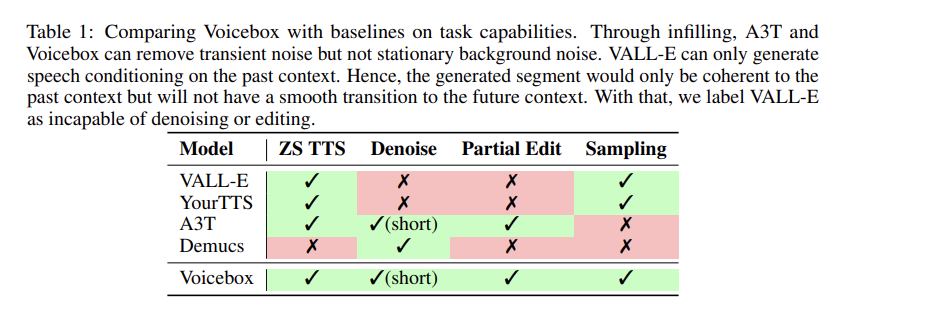 Table 1: Comparing Voicebox with baselines on task capabilities. Through infilling, A3T and
Voicebox can remove transient noise but not stationary background noise. VALL-E can only generate
speech conditioning on the past context. Hence, the generated segment would only be coherent to the
past context but will not have a smooth transition to the future context. With that, we label VALL-E
as incapable of denoising or editing.
Model ZS TTS Denoise Partial Edit Sampling
VALL-E ✓ ✗ ✗ ✓
YourTTS ✓ ✗ ✗ ✓
A3T ✓ ✓(short) ✓ ✗
Demucs ✗ ✓ ✗ ✗
Voicebox ✓ ✓(short) ✓ ✓